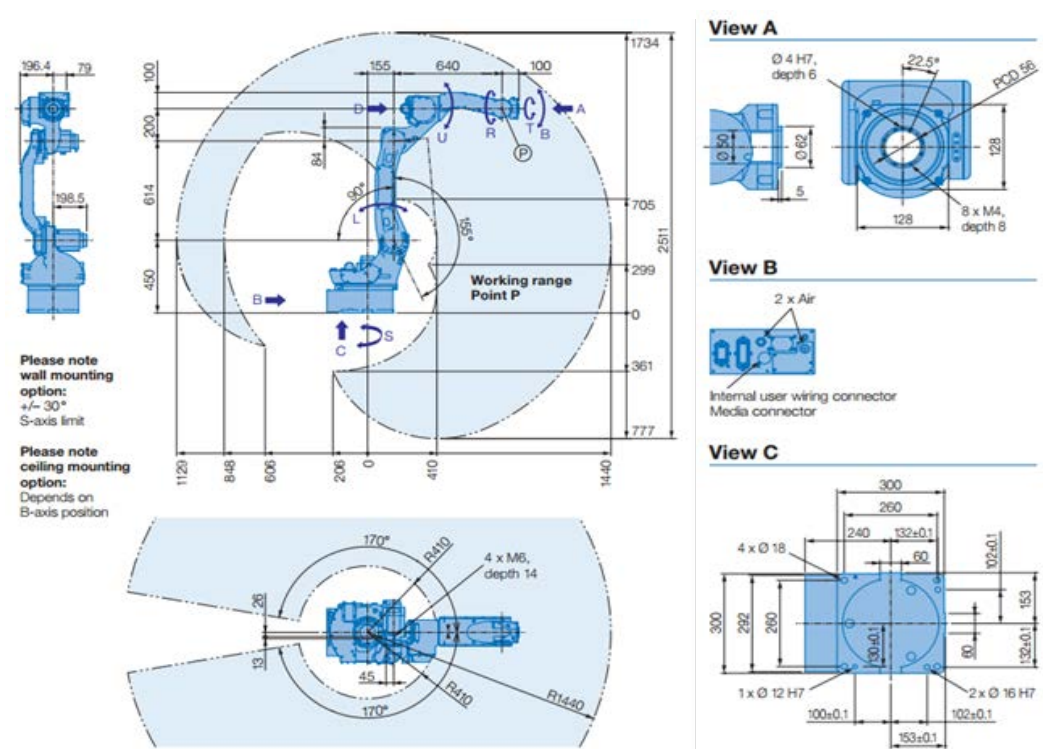 196.4
79
100
200
614
450
198.5
155
640
100
84
1734
D
A
U
R
T
B
P
90°
155°
L
705
2511
299
Working range
Point P
B
0
C
S
361
777
1129
848
606
206
0
410
1440
Please note
wall mounting
option:
+/– 30°
S-axis limit
Please note
ceiling mounting
option:
Depends on
B-axis position
170°
R410
4 x M6,
depth 14
26
13
45
170°
R410
R1440
View A
Ø 4 H7,
depth 6
22.5°
PCD 56
Ø 50
Ø 62
5
128
128
8 x M4,
depth 8
View B
2 x Air
Internal user wiring connector
Media connector
View C
300
260
240
132±0.1
4 x Ø 18
60
102±0.1
300
292
260
130±0.1
153
60
132±0.1
1 x Ø 12 H7
2 x Ø 16 H7
100±0.1
102±0.1
153±0.1